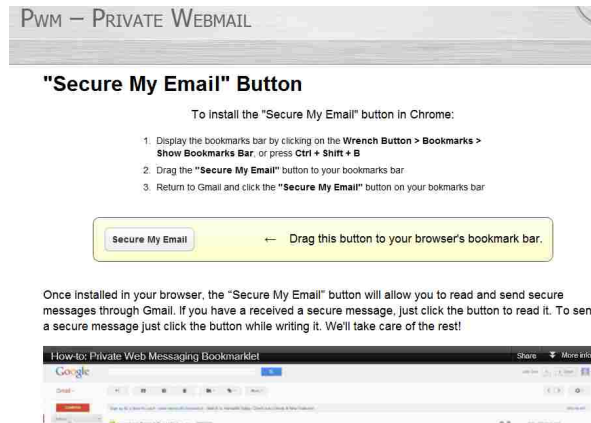 PWM – PRIVATE WEBMAIL
"Secure My Email" Button
To install the "Secure My Email" button in Chrome:
1. Display the bookmarks bar by clicking on the Wrench Button > Bookmarks >
Show Bookmarks Bar, or press Ctrl + Shift + B
2. Drag the "Secure My Email" button to your bookmarks bar
3. Return to Gmail and click the "Secure My Email" button on your bokmarks bar
Secure My Email ← Drag this button to your browser's bookmark bar.
Once installed in your browser, the “Secure My Email” button will allow you to read and send secure
messages through Gmail. If you have a received a secure message, just click the button to read it. To sen
a secure message just click the button while writing it. We'll take care of the rest!
How-to: Private Web Messaging Bookmarklet Share More info
Google
Gmail